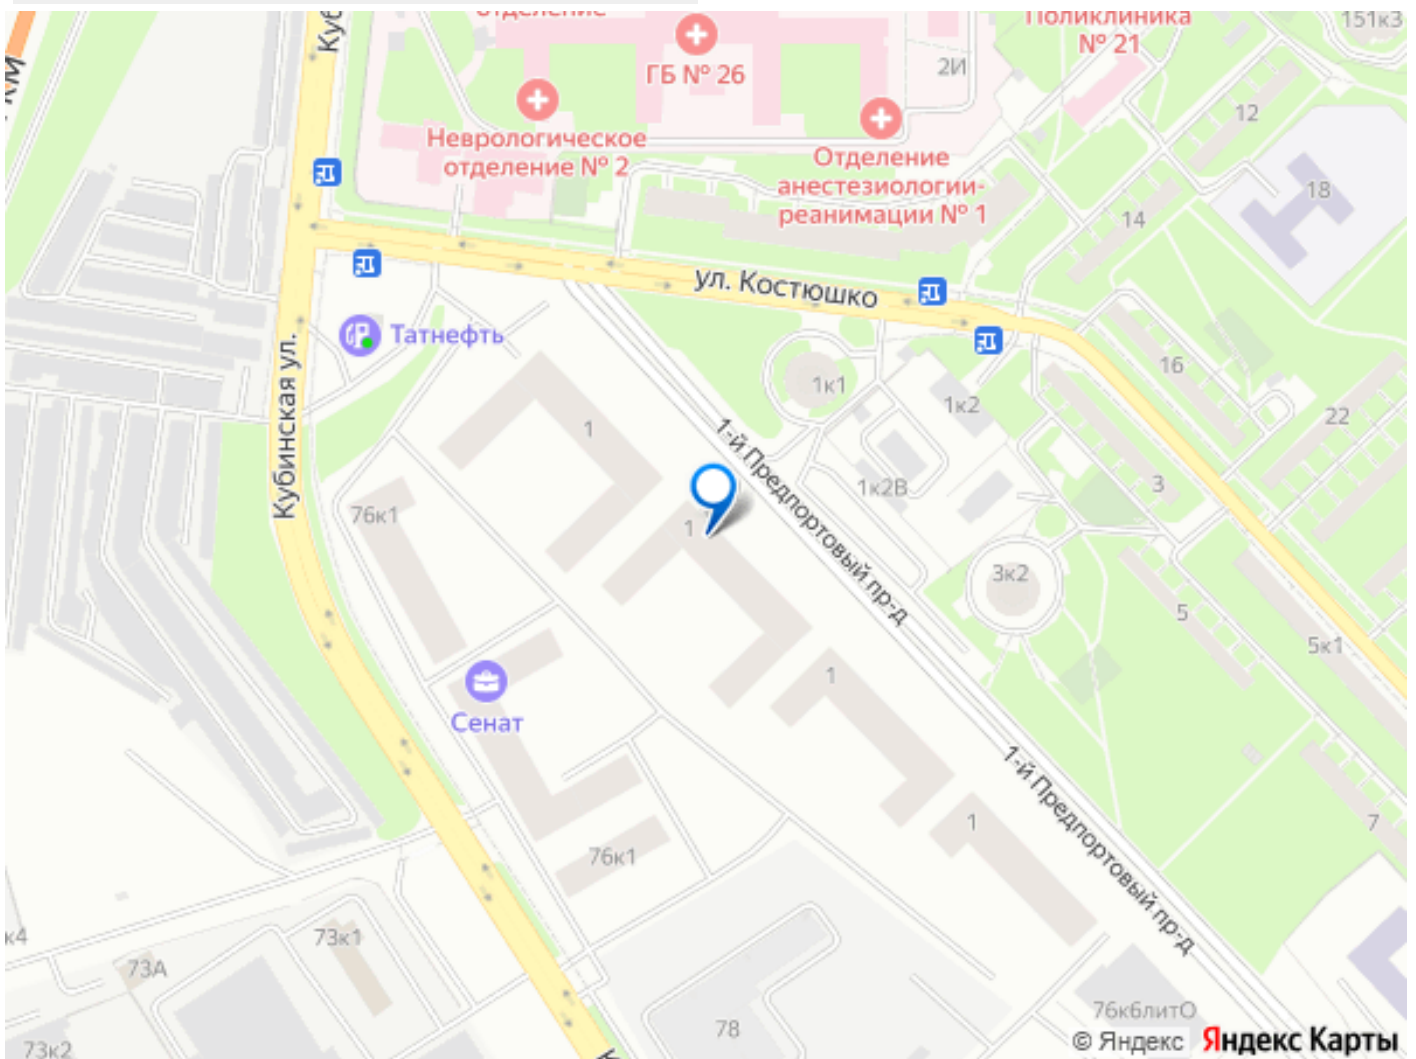 отделение
ГБ № 26
Поликлиника
№ 21
151к3
2И
12
Неврологическое
отделение № 2
Отделение
анестезиологии-
реанимации № 1
18
14
ул. Костюшко
Татнефть
Кубинская ул.
1к1
1к2
16
22
1
1-й Предпортовый пр-д
1к2В
3
76к1
1
3к2
5
5к1
1
Сенат
1-й Предпортовый пр-д
1
7
76к1
73к1
к4
73А
78
76к6литО
73к2
© Яндекс
Яндекс Карты